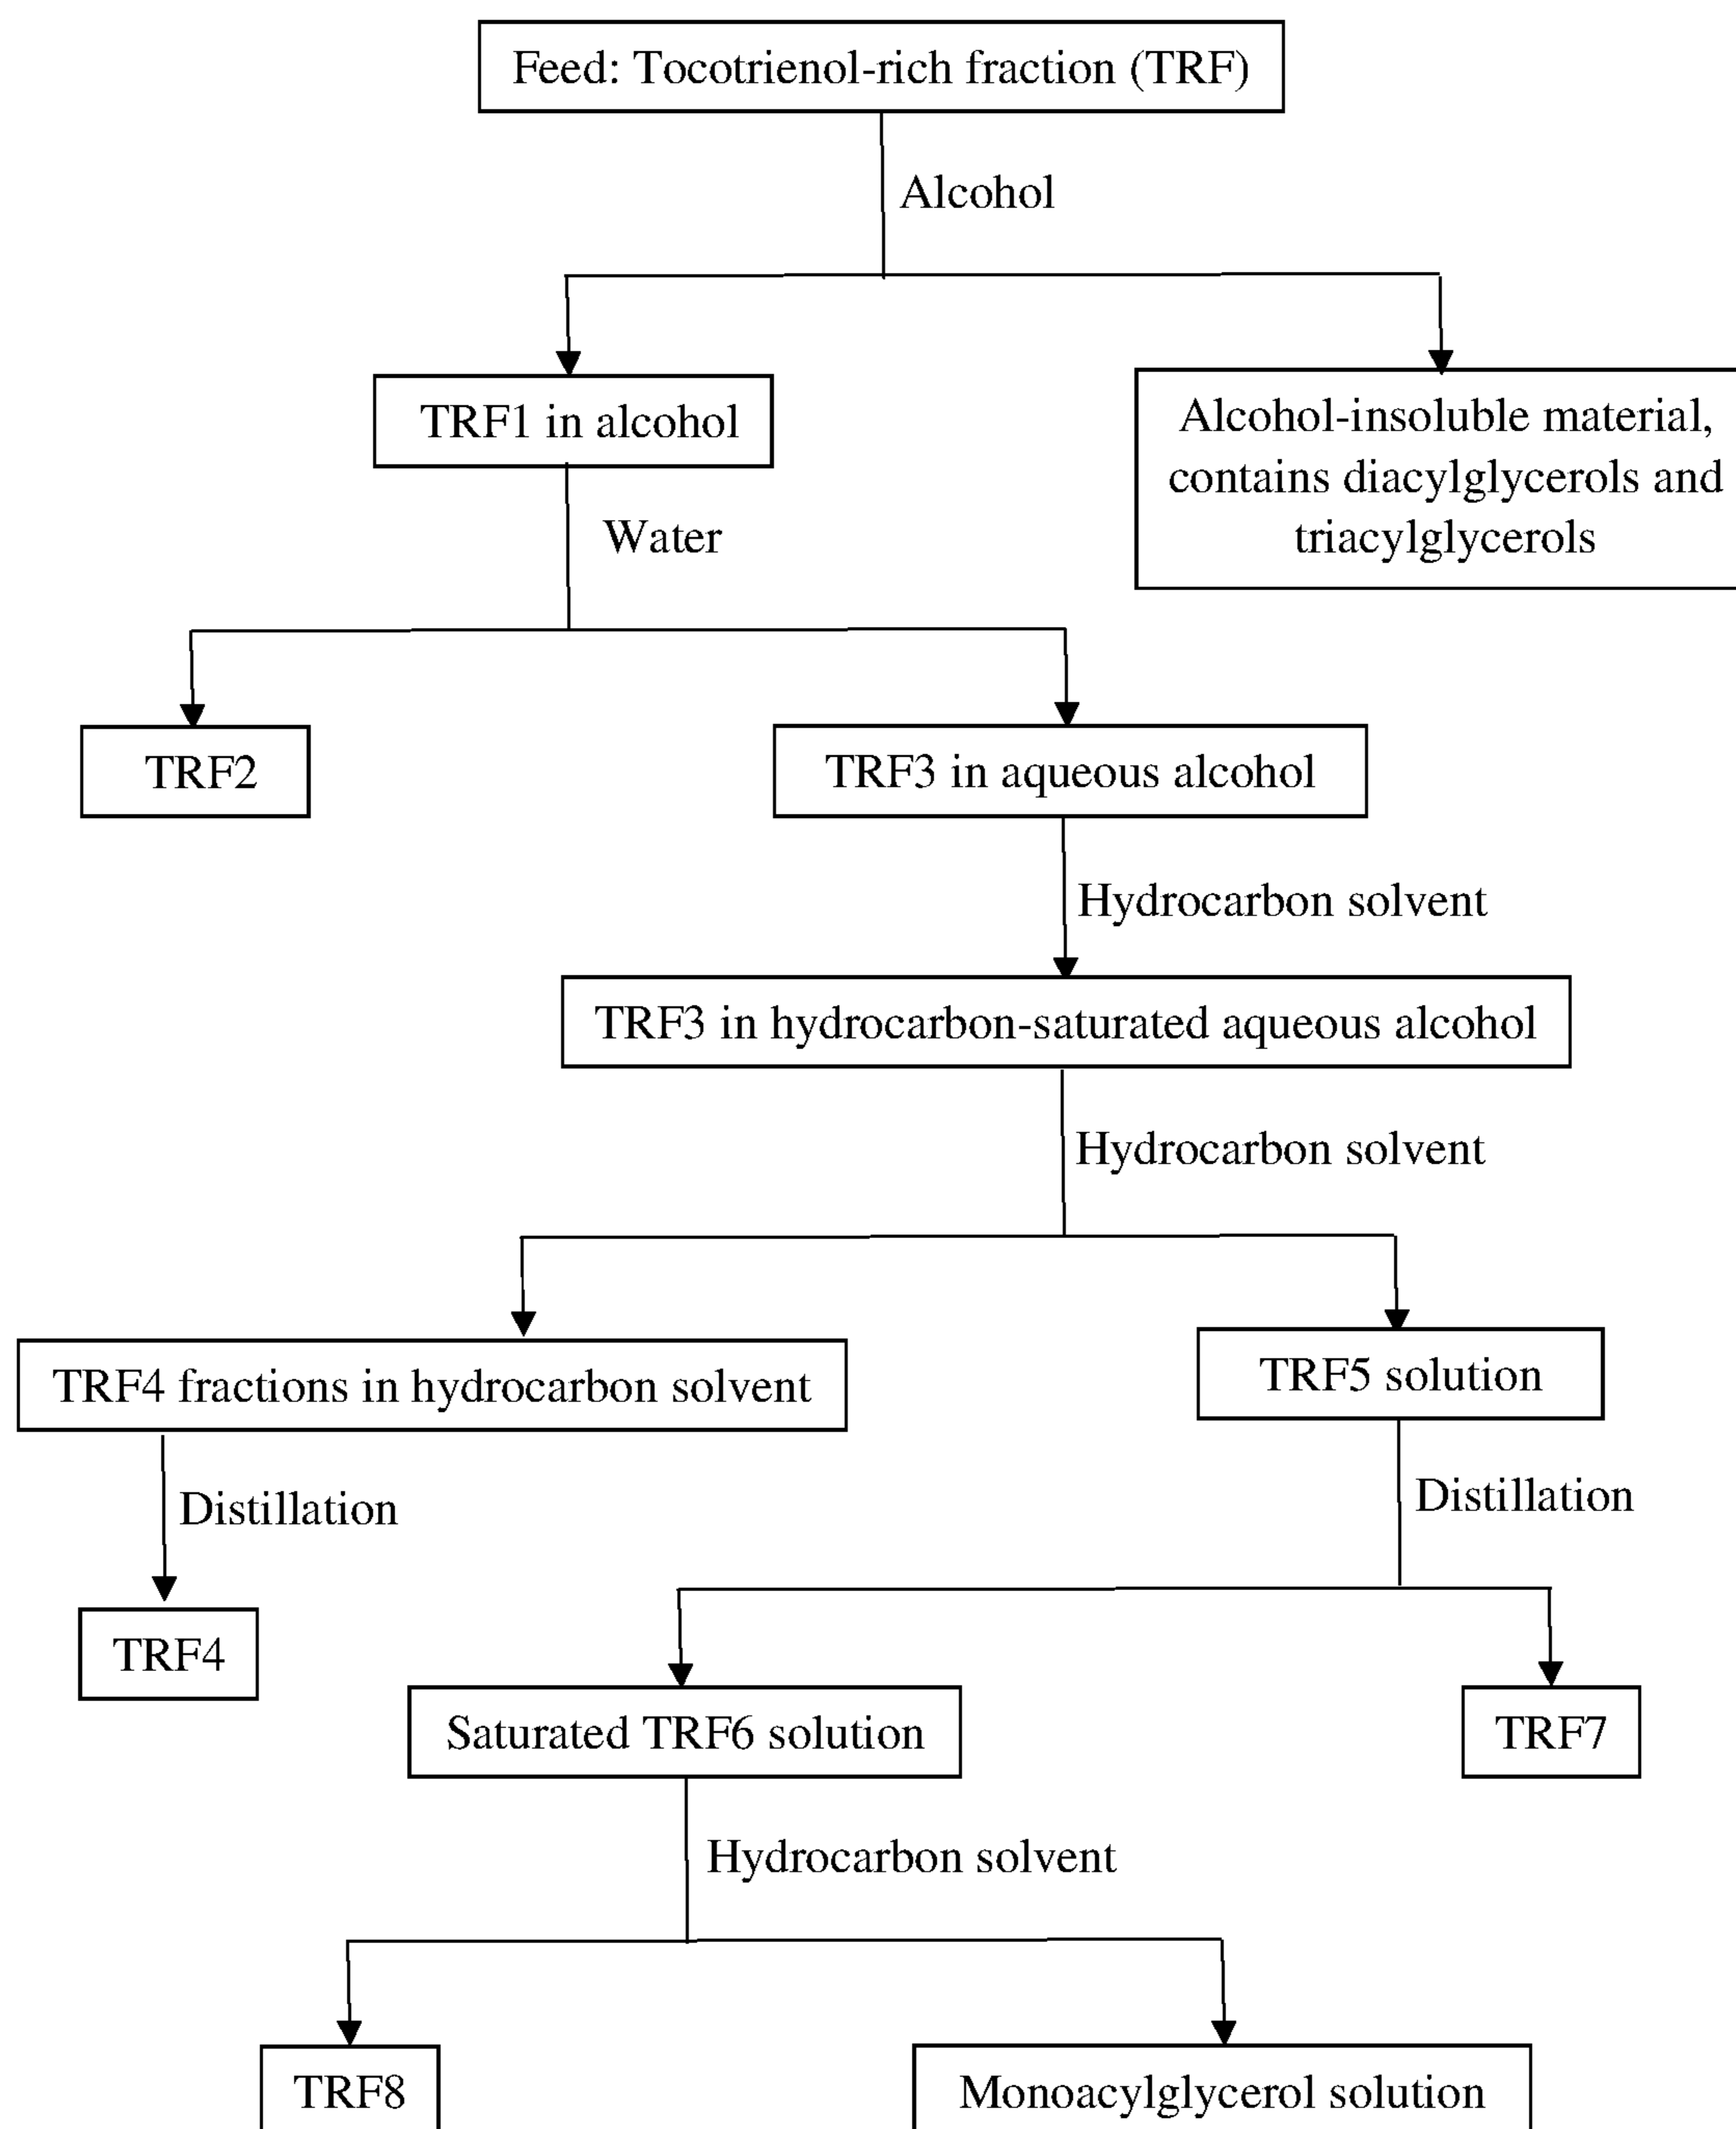 Feed: Tocotrienol-rich fraction (TRF)
Alcohol
TRF1 in alcohol
Alcohol-insoluble material,
contains diacylglycerols and
triacylglycerols
Water
TRF2
TRF3 in aqueous alcohol
Hydrocarbon solvent
TRF3 in hydrocarbon-saturated aqueous alcohol
Hydrocarbon solvent
TRF4 fractions in hydrocarbon solvent
TRF5 solution
Distillation
Distillation
TRF4
Saturated TRF6 solution
TRF7
Hydrocarbon solvent
TRF8
Monoacylglycerol solution